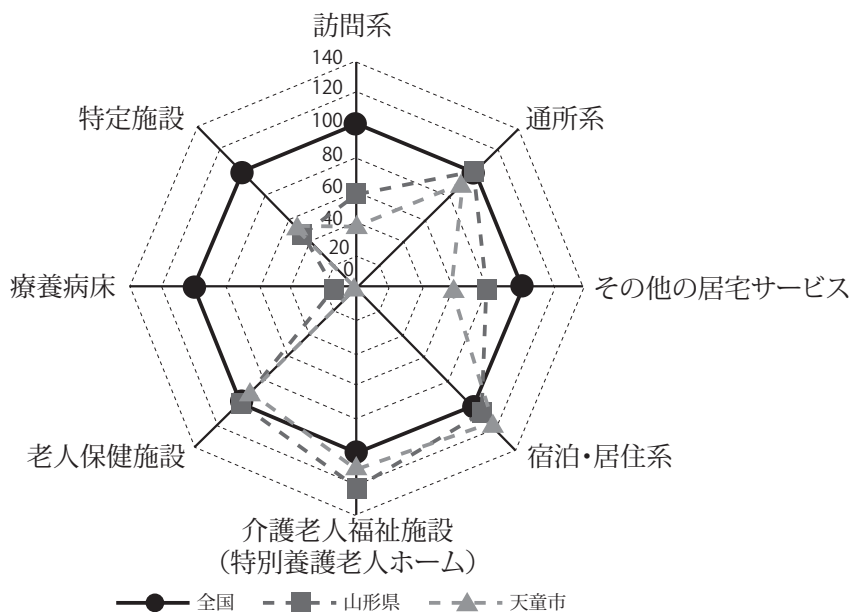 訪問系
140
120
100
80
60
40
20
0
特定施設
通所系
療養病床
その他の居宅サービス
老人保健施設
宿泊・居住系
介護老人福祉施設
（特別養護老人ホーム）
全国 山形県 天童市